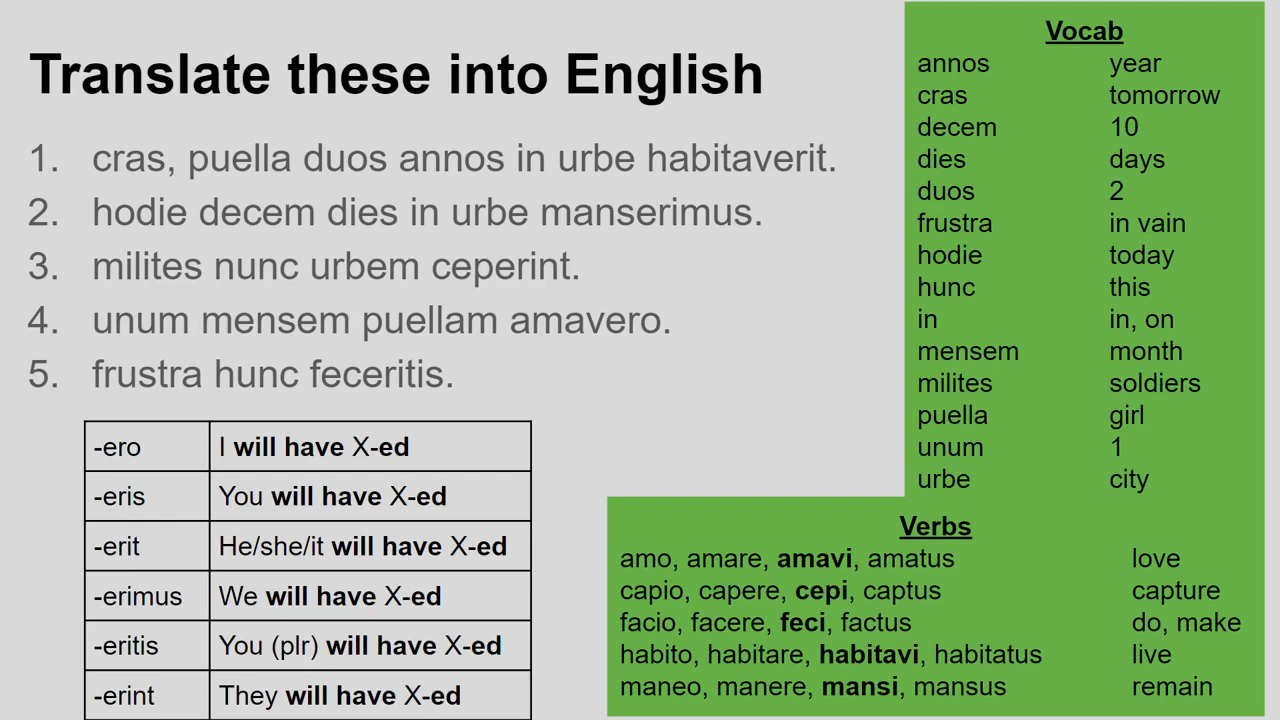 Translate these into English
1. cras, puella duos annos in urbe habitaverit.
2. hodie decem dies in urbe manserimus.
3. milites nunc urbem ceperint.
4. unum mensem puellam amavero.
5. frustra hunc feceritis.
-ero I will have X-ed
-eris You will have X-ed
-erit He/she/it will have X-ed
-erimus We will have X-ed
-eritis You (plr) will have X-ed
-erint They will have X-ed
Vocab
annos year
cras tomorrow
decem 10
dies days
duos 2
frustra in vain
hodie today
hunc this
in in, on
mensem month
milites soldiers
puella girl
unum 1
urbe city
Verbs
amo, amare, amavi, amatus love
capio, capere, cepi, captus capture
facio, facere, feci, factus do, make
habito, habitare, habitavi, habitatus live
maneo, manere, mansi, mansus remain